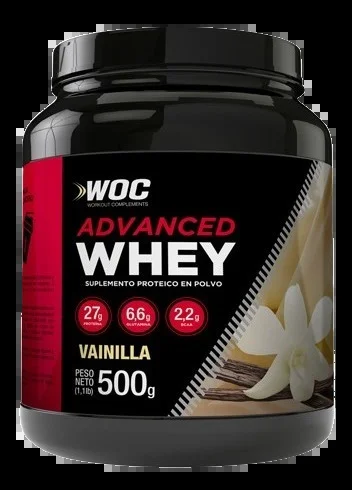 WOC
WORKOUT COMPLEMENTS
ADVANCED
WHEY
SUPLEMENTO PROTEICO EN POLVO
27g 6,6g 2,2g
PROTEINA GLUTAMINA BCAA
VAINILLA
PESO NETO (1,1lb) 500g